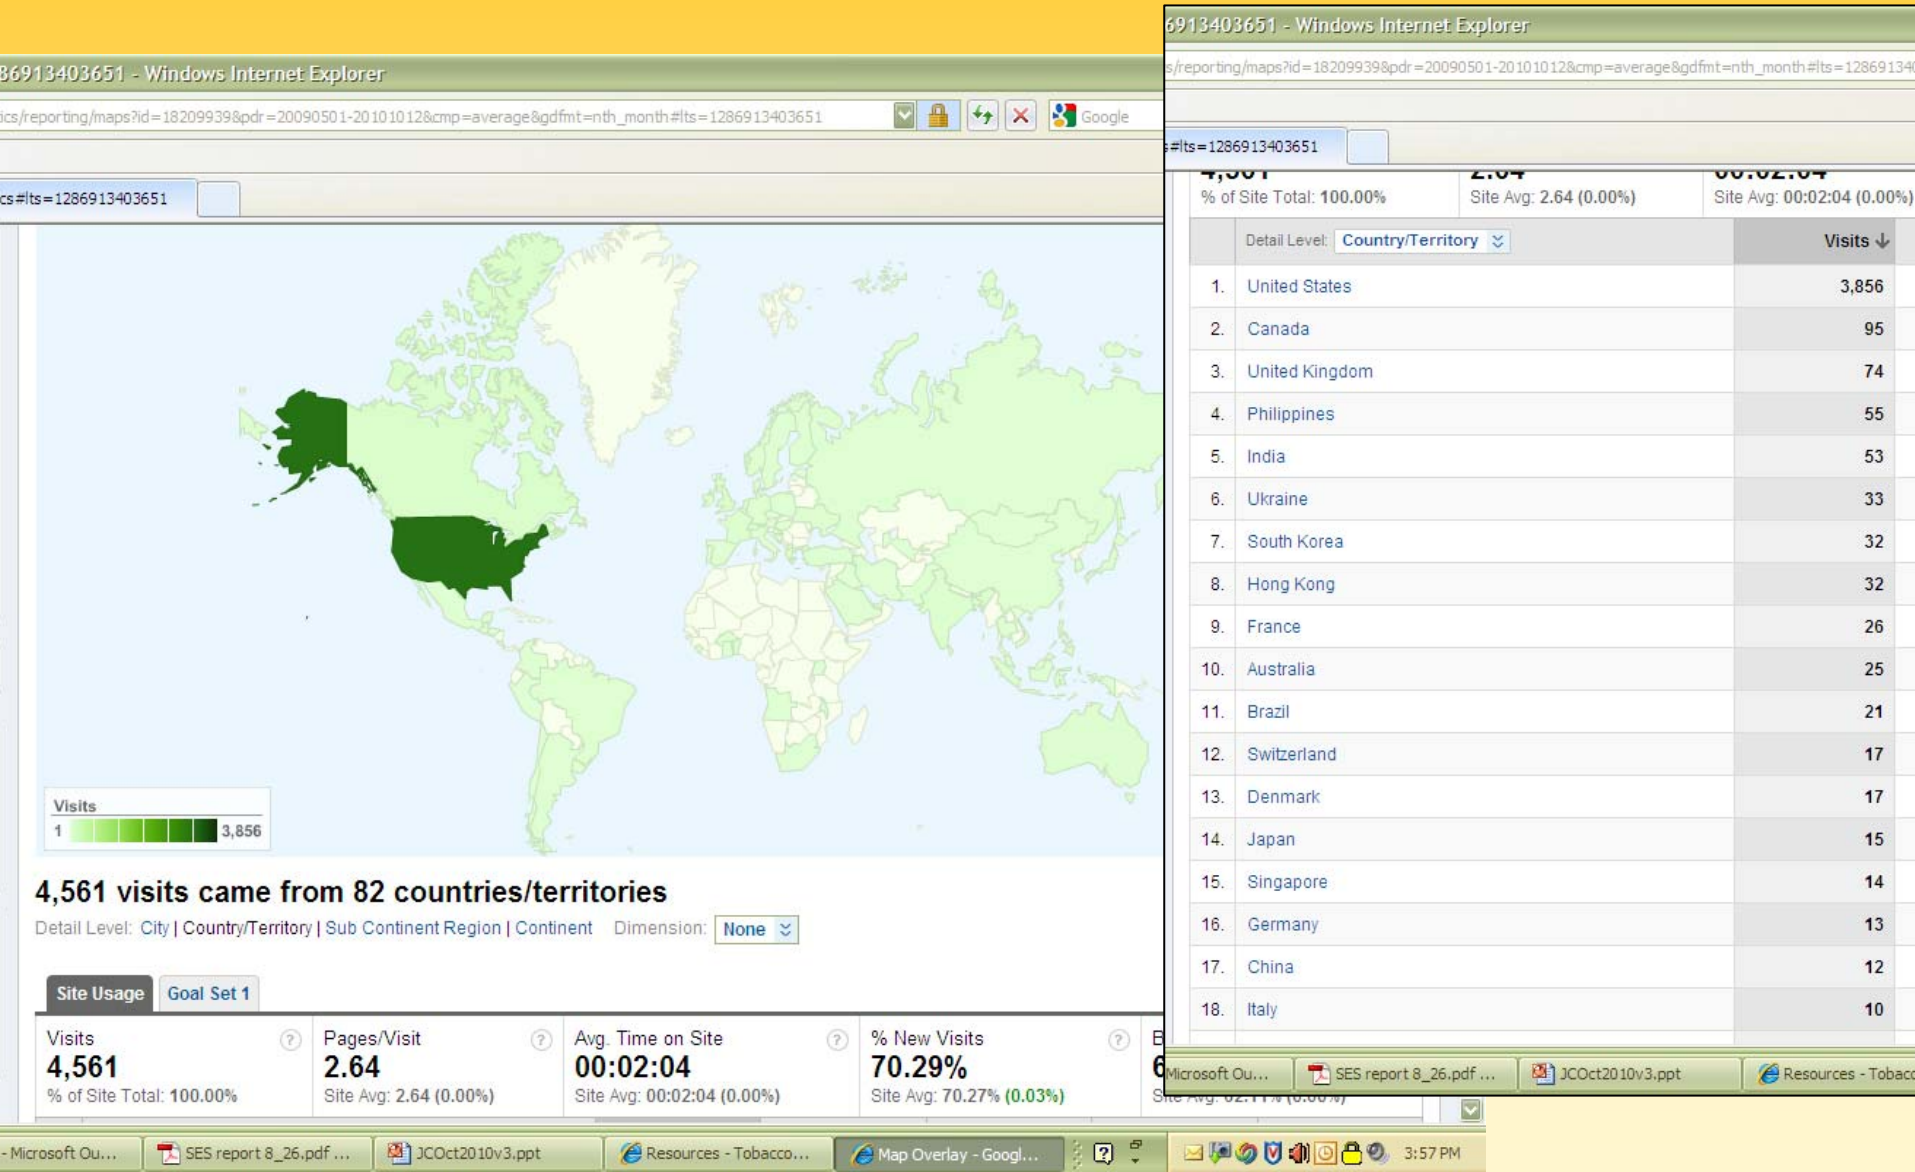 86913403651 - Windows Internet Explorer
ics/reporting/maps?id=18209939&pdr=20090501-20101012&cmp=average&gdfmt=nth_month#lts=1286913403651
Google
cs#lts=1286913403651
Visits
1 3,856
4,561 visits came from 82 countries/territories
Detail Level: City | Country/Territory | Sub Continent Region | Continent Dimension: None
Site Usage Goal Set 1
Visits ? Pages/Visit ? Avg. Time on Site ? % New Visits ? B
4,561 2.64 00:02:04 70.29% 6
% of Site Total: 100.00% Site Avg: 2.64 (0.00%) Site Avg: 00:02:04 (0.00%) Site Avg: 70.27% (0.03%)
- Microsoft Ou... SES report 8_26.pdf ... JCOct2010v3.ppt Resources - Tobacco... Map Overlay - Googl... 3:57 PM
6913403651 - Windows Internet Explorer
s/reporting/maps?id=18209939&pdr=20090501-20101012&cmp=average&gdfmt=nth_month#lts=12869134
#lts=1286913403651
% of Site Total: 100.00% Site Avg: 2.64 (0.00%) Site Avg: 00:02:04 (0.00%)
Detail Level: Country/Territory Visits
1. United States 3,856
2. Canada 95
3. United Kingdom 74
4. Philippines 55
5. India 53
6. Ukraine 33
7. South Korea 32
8. Hong Kong 32
9. France 26
10. Australia 25
11. Brazil 21
12. Switzerland 17
13. Denmark 17
14. Japan 15
15. Singapore 14
16. Germany 13
17. China 12
18. Italy 10
Microsoft Ou... SES report 8_26.pdf ... JCOct2010v3.ppt Resources - Tobacc